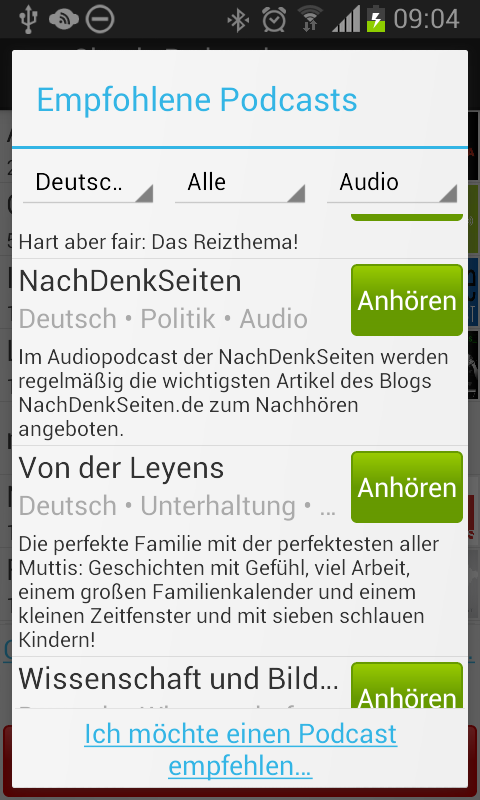 09:04
Empfohlene Podcasts
Deutsc..
Alle
Audio
Hart aber fair: Das Reizthema!
NachDenkSeiten
Anhören
Deutsch • Politik • Audio
Im Audiopodcast der NachDenkSeiten werden
regelmäßig die wichtigsten Artikel des Blogs
NachDenkSeiten.de zum Nachhören
angeboten.
Von der Leyens
Anhören
Deutsch • Unterhaltung • ...
Die perfekte Familie mit der perfektesten aller
Muttis: Geschichten mit Gefühl, viel Arbeit,
einem großen Familienkalender und einem
kleinen Zeitfenster und mit sieben schlauen
Kindern!
Wissenschaft und Bild...
Anhören
Ich möchte einen Podcast
empfehlen...